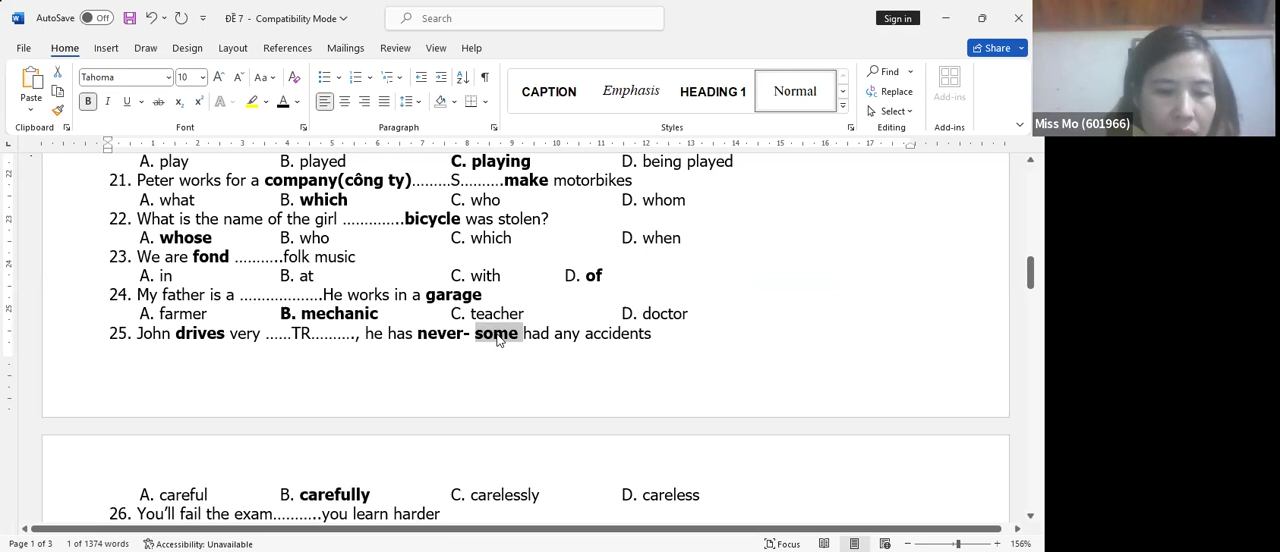 AutoSave Off ĐỀ 7 - Compatibility Mode Search Sign in
File Home Insert Draw Design Layout References Mailings Review View Help Share
Paste Tahoma 10 Aa CAPTION Emphasis HEADING 1 Normal Find Replace Select Add-ins
Clipboard Font Paragraph Styles Editing Add-ins
Miss Mo (601966)
A. play B. played C. playing D. being played
21. Peter works for a company(công ty).........S..........make motorbikes
A. what B. which C. who D. whom
22. What is the name of the girl ..............bicycle was stolen?
A. whose B. who C. which D. when
23. We are fond ...........folk music
A. in B. at C. with D. of
24. My father is a ...................He works in a garage
A. farmer B. mechanic C. teacher D. doctor
25. John drives very ......TR.........., he has never- some had any accidents
A. careful B. carefully C. carelessly D. careless
26. You’ll fail the exam...........you learn harder
Page 1 of 3 1 of 1374 words Accessibility: Unavailable Focus 156%